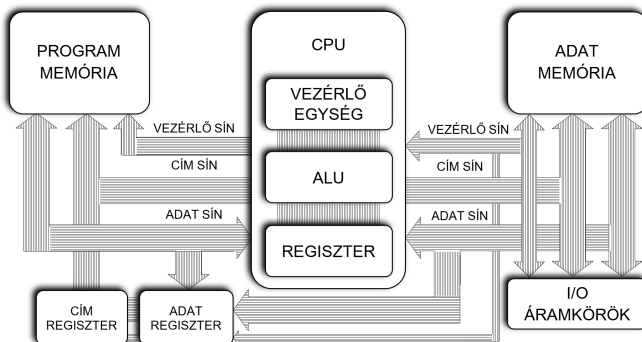 PROGRAM
MEMÓRIA
CPU
ADAT
MEMÓRIA
VEZÉRLŐ
EGYSÉG
VEZÉRLŐ SÍN
VEZÉRLŐ SÍN
CÍM SÍN
ALU
CÍM SÍN
ADAT SÍN
ADAT SÍN
REGISZTER
CÍM
REGISZTER
ADAT
REGISZTER
I/O
ÁRAMKÖRÖK